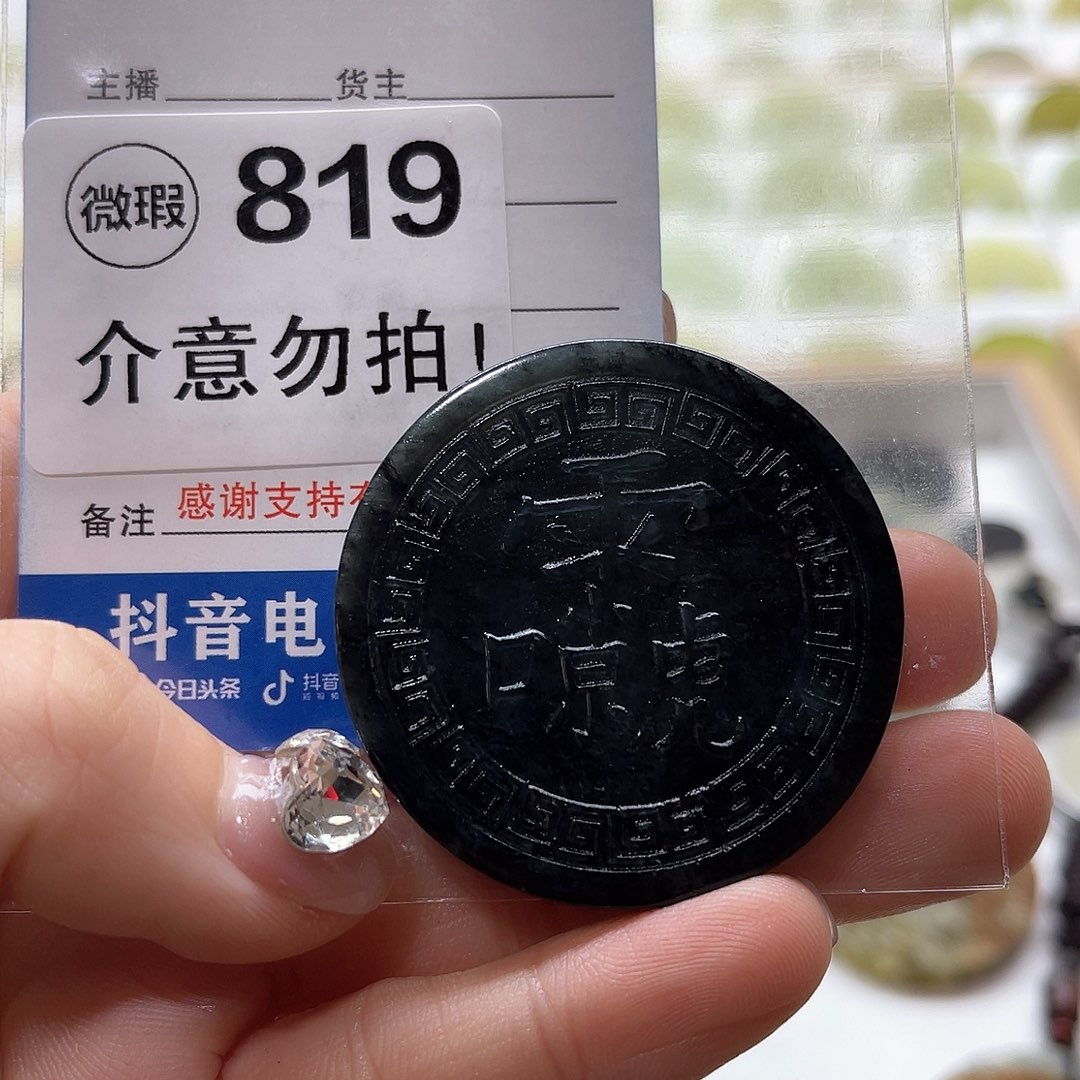 主播 货主
微瑕 819
介意勿拍!
备注 感谢支持
抖音电
今日头条 抖音